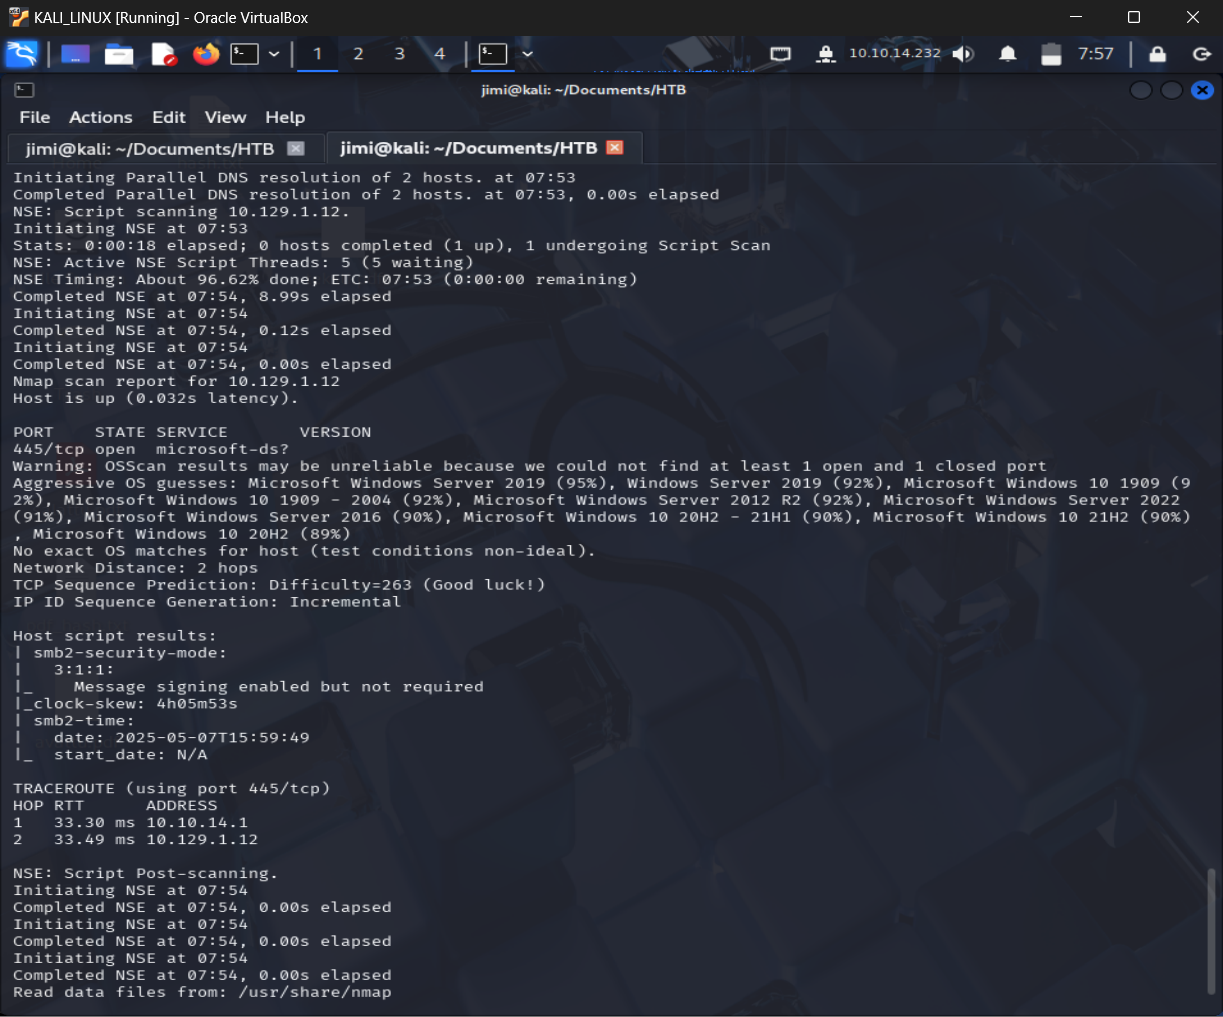 KALI_LINUX [Running] - Oracle VirtualBox
1 2 3 4 10.10.14.232 7:57
jimi@kali: ~/Documents/HTB
File Actions Edit View Help
jimi@kali: ~/Documents/HTB jimi@kali: ~/Documents/HTB
Initiating Parallel DNS resolution of 2 hosts. at 07:53
Completed Parallel DNS resolution of 2 hosts. at 07:53, 0.00s elapsed
NSE: Script scanning 10.129.1.12.
Initiating NSE at 07:53
Stats: 0:00:18 elapsed; 0 hosts completed (1 up), 1 undergoing Script Scan
NSE: Active NSE Script Threads: 5 (5 waiting)
NSE Timing: About 96.62% done; ETC: 07:53 (0:00:00 remaining)
Completed NSE at 07:54, 8.99s elapsed
Initiating NSE at 07:54
Completed NSE at 07:54, 0.12s elapsed
Initiating NSE at 07:54
Completed NSE at 07:54, 0.00s elapsed
Nmap scan report for 10.129.1.12
Host is up (0.032s latency).
PORT STATE SERVICE VERSION
445/tcp open microsoft-ds?
Warning: OSScan results may be unreliable because we could not find at least 1 open and 1 closed port
Aggressive OS guesses: Microsoft Windows Server 2019 (95%), Windows Server 2019 (92%), Microsoft Windows 10 1909 (9
2%), Microsoft Windows 10 1909 - 2004 (92%), Microsoft Windows Server 2012 R2 (92%), Microsoft Windows Server 2022
(91%), Microsoft Windows Server 2016 (90%), Microsoft Windows 10 20H2 - 21H1 (90%), Microsoft Windows 10 21H2 (90%)
, Microsoft Windows 10 20H2 (89%)
No exact OS matches for host (test conditions non-ideal).
Network Distance: 2 hops
TCP Sequence Prediction: Difficulty=263 (Good luck!)
IP ID Sequence Generation: Incremental
Host script results:
| smb2-security-mode:
|   3:1:1:
|_    Message signing enabled but not required
|_clock-skew: 4h05m53s
| smb2-time:
|   date: 2025-05-07T15:59:49
|_  start_date: N/A
TRACEROUTE (using port 445/tcp)
HOP RTT ADDRESS
1 33.30 ms 10.10.14.1
2 33.49 ms 10.129.1.12
NSE: Script Post-scanning.
Initiating NSE at 07:54
Completed NSE at 07:54, 0.00s elapsed
Initiating NSE at 07:54
Completed NSE at 07:54, 0.00s elapsed
Initiating NSE at 07:54
Completed NSE at 07:54, 0.00s elapsed
Read data files from: /usr/share/nmap